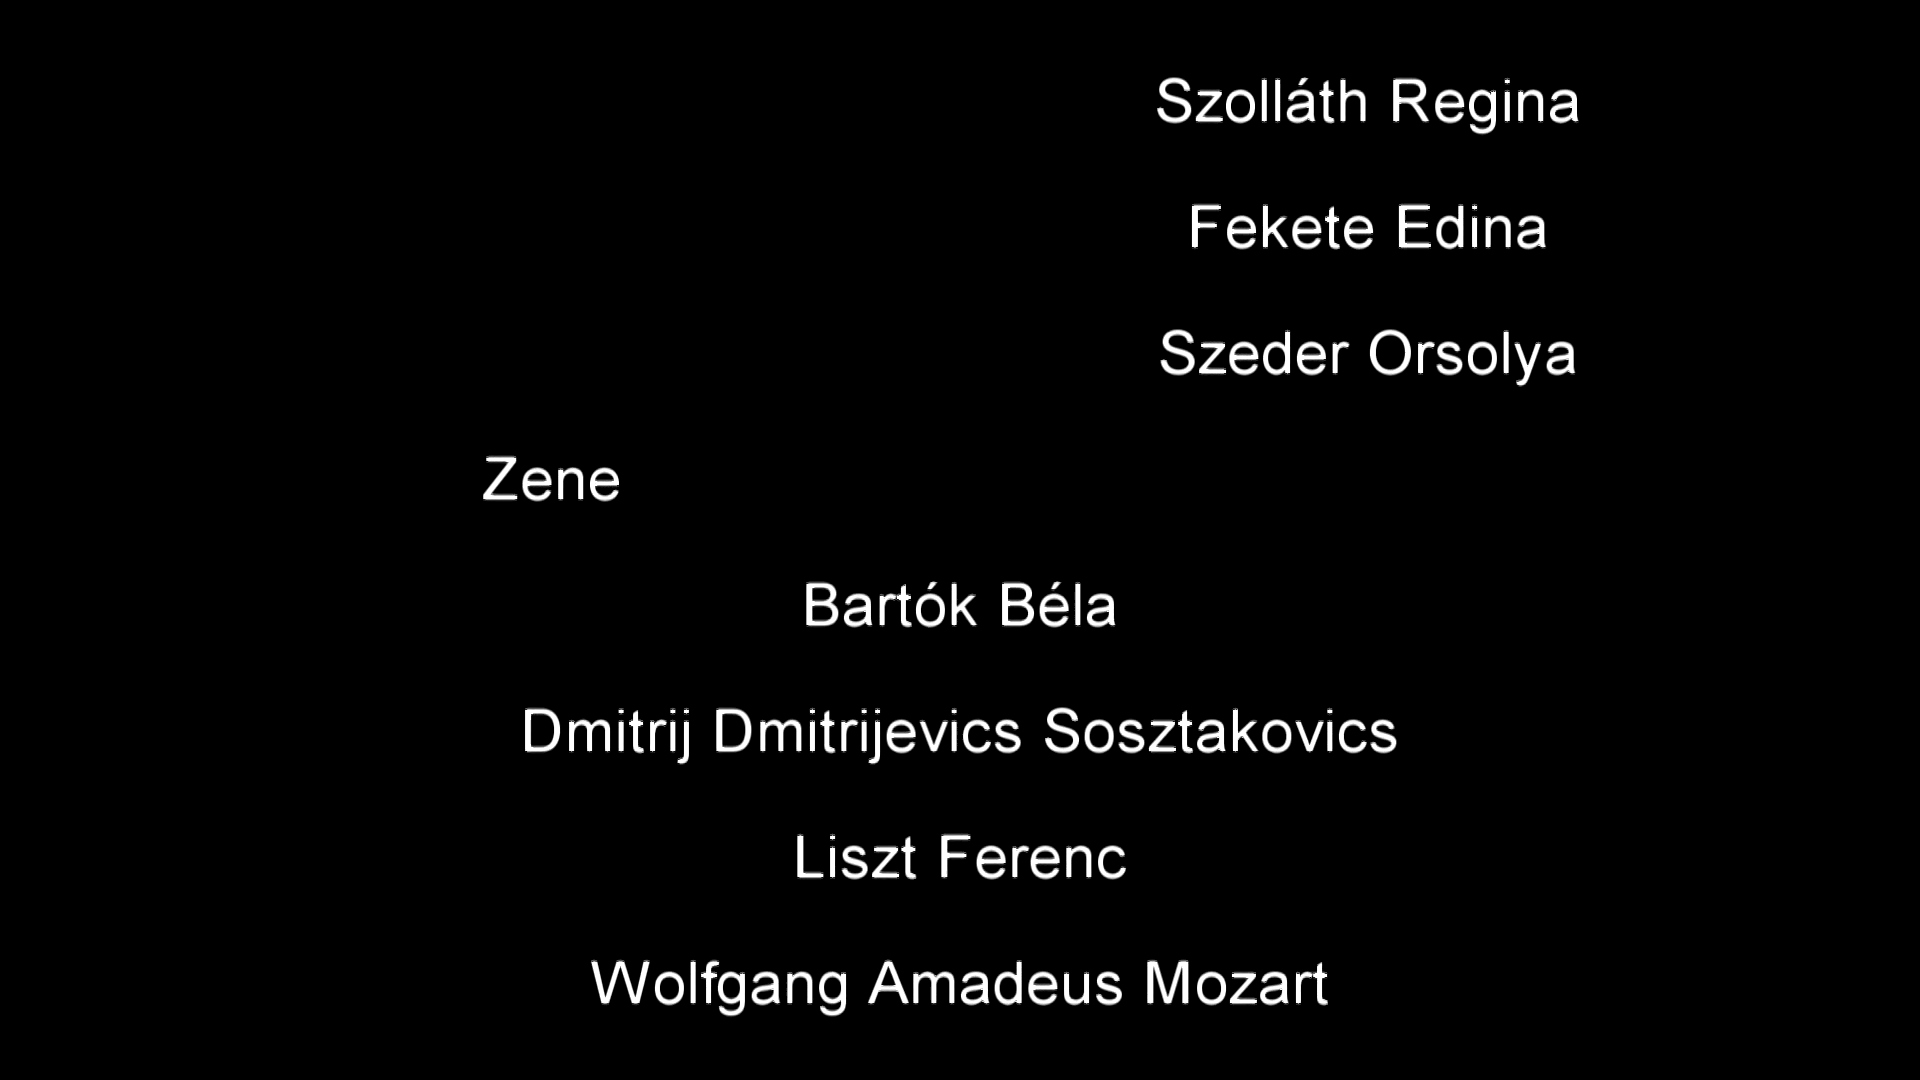 Szolláth Regina
Fekete Edina
Szeder Orsolya
Zene
Bartók Béla
Dmitrij Dmitrijevics Sosztakovics
Liszt Ferenc
Wolfgang Amadeus Mozart